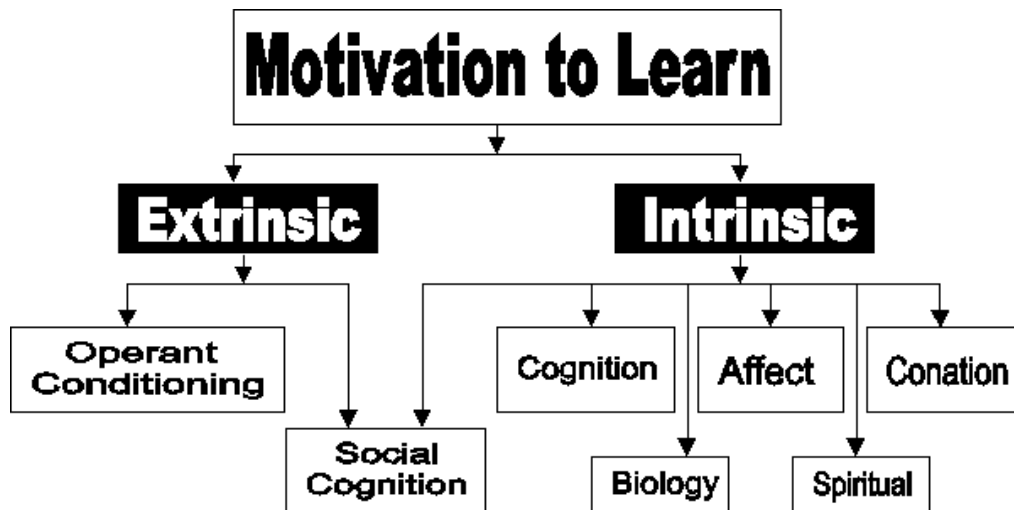 Motivation to Learn
Extrinsic
Intrinsic
Operant
Conditioning
Cognition
Affect
Conation
Social
Cognition
Biology
Spiritual